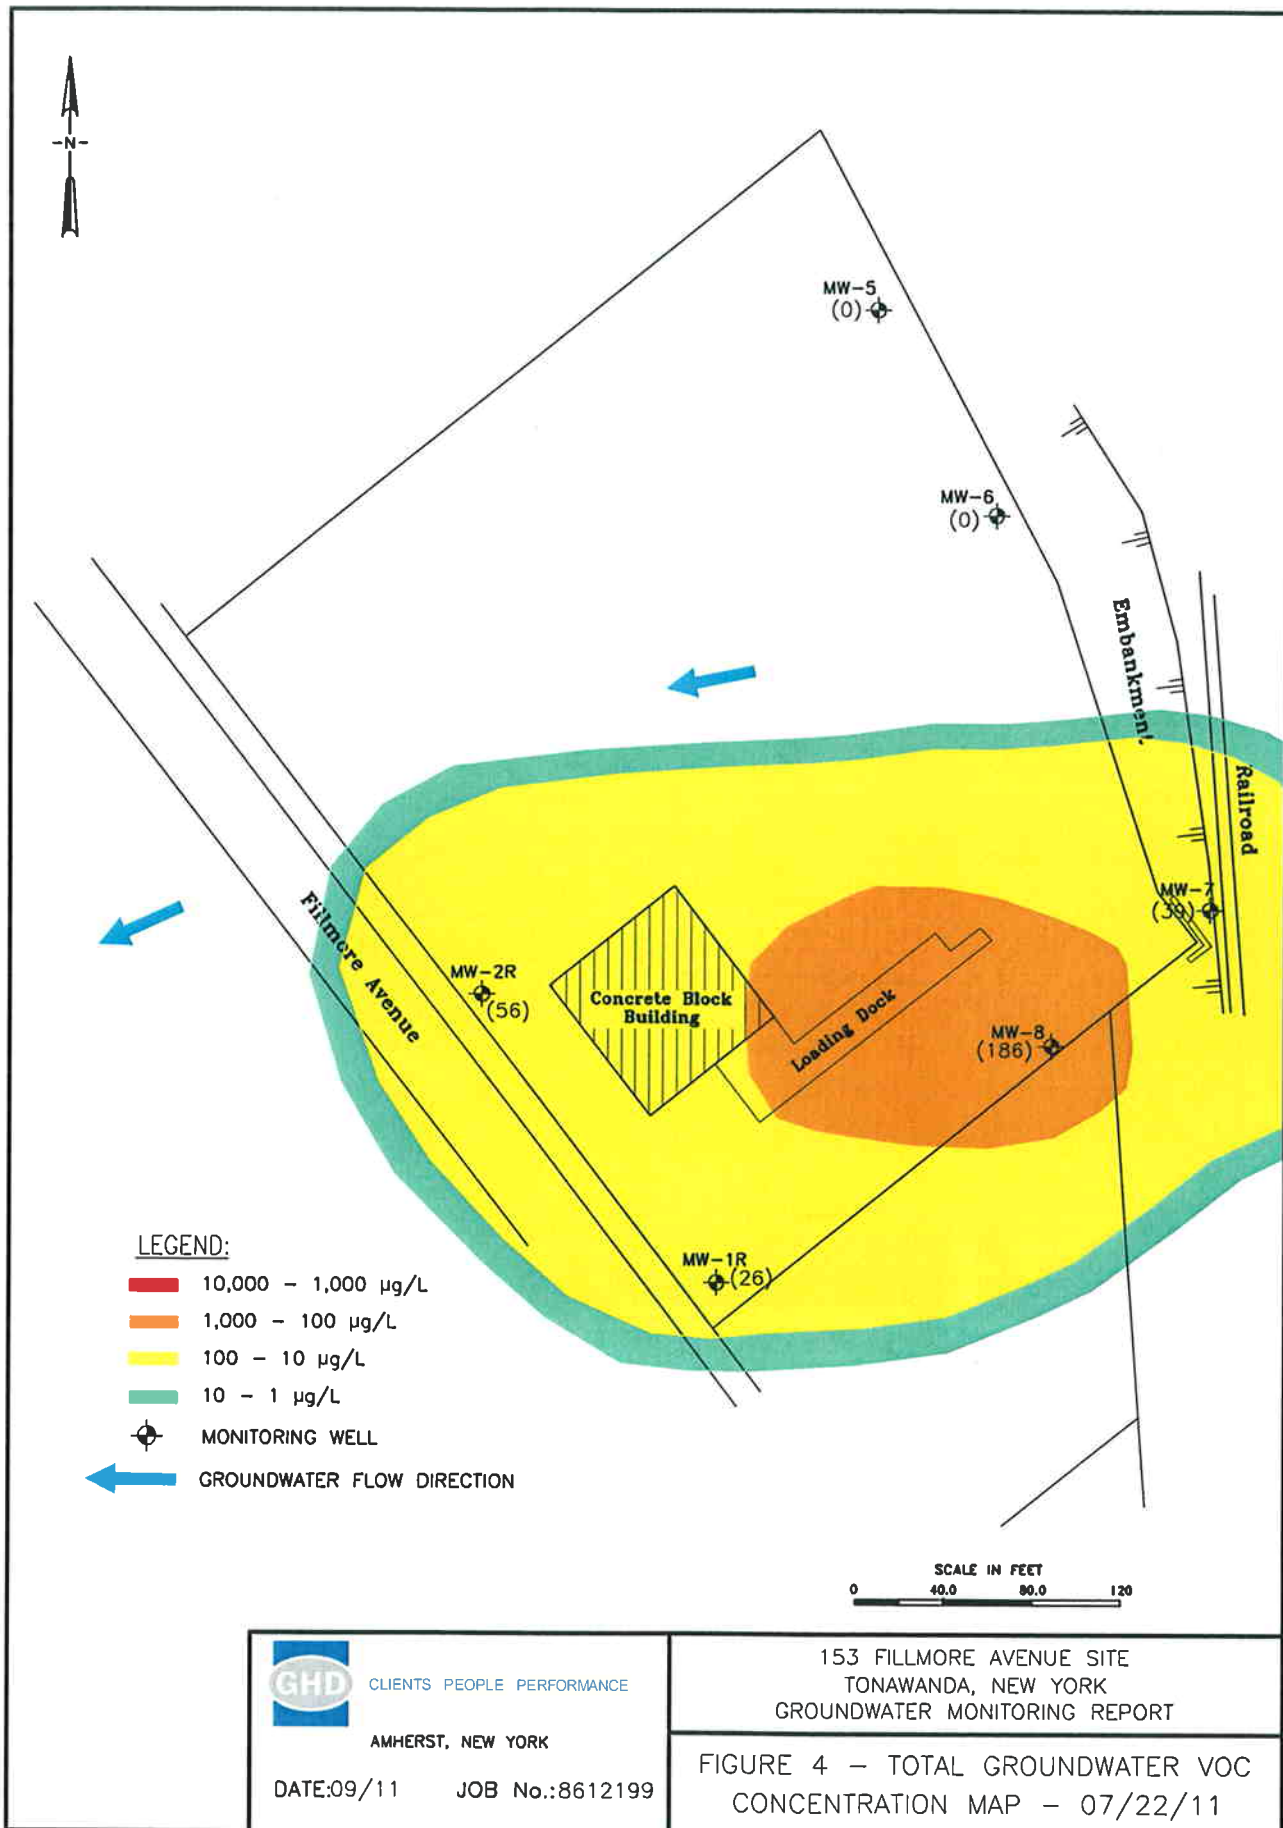 -N-
MW-5
(0)
MW-6
(0)
Embankment
Railroad
MW-7
(39)
Fillmore Avenue
MW-2R
(56)
Concrete Block
Building
Loading Dock
MW-8
(186)
MW-1R
(26)
LEGEND:
10,000 - 1,000 µg/L
1,000 - 100 µg/L
100 - 10 µg/L
10 - 1 µg/L
MONITORING WELL
GROUNDWATER FLOW DIRECTION
SCALE IN FEET
0 40.0 80.0 120
GHD
CLIENTS PEOPLE PERFORMANCE
AMHERST, NEW YORK
DATE:09/11 JOB No.:8612199
153 FILLMORE AVENUE SITE
TONAWANDA, NEW YORK
GROUNDWATER MONITORING REPORT
FIGURE 4 - TOTAL GROUNDWATER VOC
CONCENTRATION MAP - 07/22/11